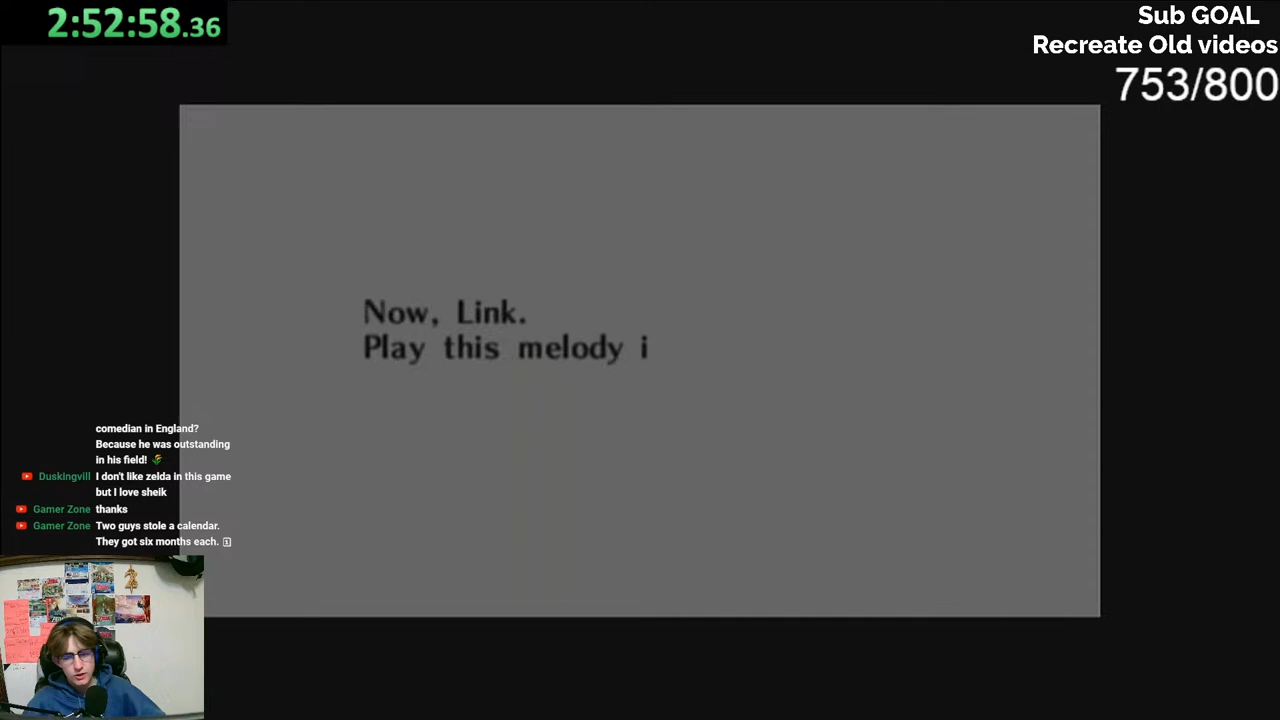 2:52:58.36
Sub GOAL
Recreate Old videos
753/800
Now, Link.
Play this melody i
comedian in England?
Because he was outstanding
in his field! 🌾
Duskingvill I don't like zelda in this game
but I love sheik
Gamer Zone thanks
Gamer Zone Two guys stole a calendar.
They got six months each.